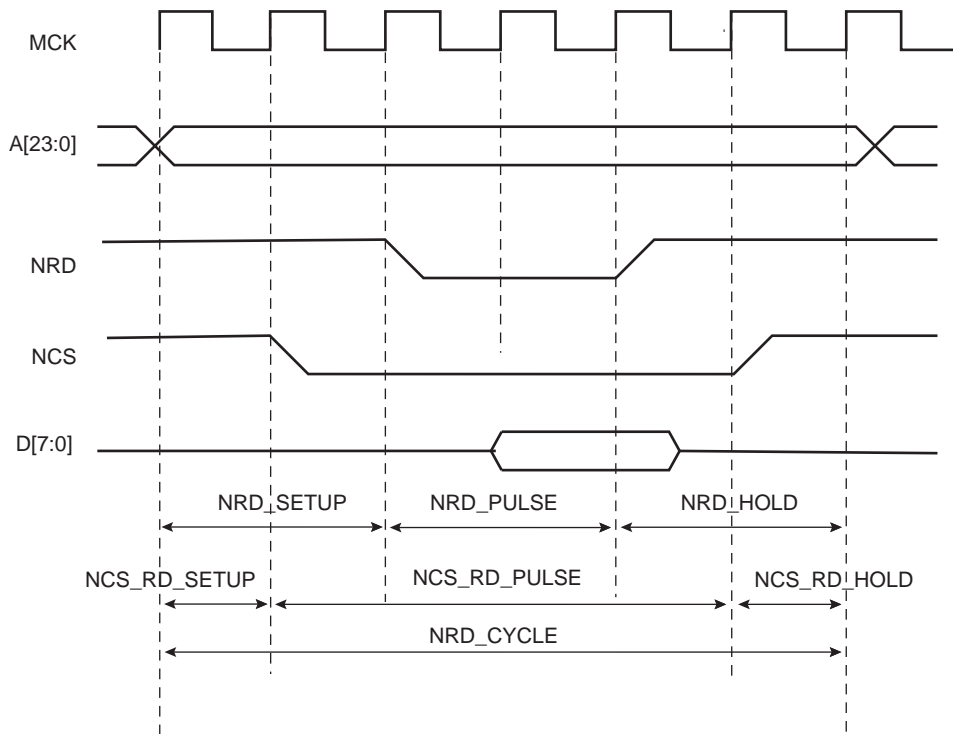 MCK
A[23:0]
NRD
NCS
D[7:0]
NRD_SETUP NRD_PULSE NRD_HOLD
NCS_RD_SETUP NCS_RD_PULSE NCS_RD_HOLD
NRD_CYCLE